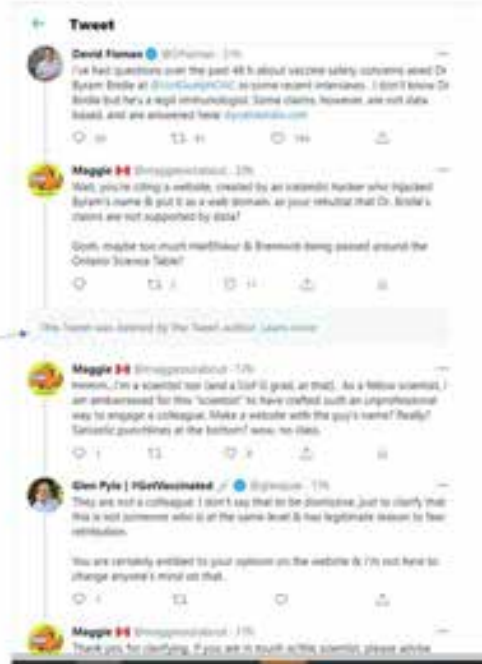 Tweet
David Fisman
I've had questions over the past 48 h about vaccine safety concerns aired Dr
Byram Bridle at in some recent interviews. I don't know Dr
Bridle but he's a legit immunologist. Some claims, however, are not data
based, and are answered here:
Maggie
Wait, you're citing a website, created by an hacker who hijacked
Byram's name & put it as a web domain, as your rebuttal that Dr. Bridle's
claims are not supported by data?
Gosh, maybe too much & being passed around the
Ontario Science Table?
This Tweet was deleted by the Tweet author. Learn more
Maggie
Hmmm, I'm a scientist too (and a UofG grad, at that). As a fellow scientist, I
am embarrassed for this "scientist" to have crafted such an unprofessional
way to engage a colleague. Make a website with the guy's name? Really?
Sarcastic punchlines at the bottom? wow, no class.
Glen Pyle | #GetVaccinated
They are not a colleague. I don't say that to be dismissive, just to clarify that
this is not someone who is at the same level & has legitimate reason to fear
retribution.
You are certainly entitled to your opinion on the website & I'm not here to
change anyone's mind on that.
Maggie
Thank you for clarifying. If you are in touch scientist, please advise